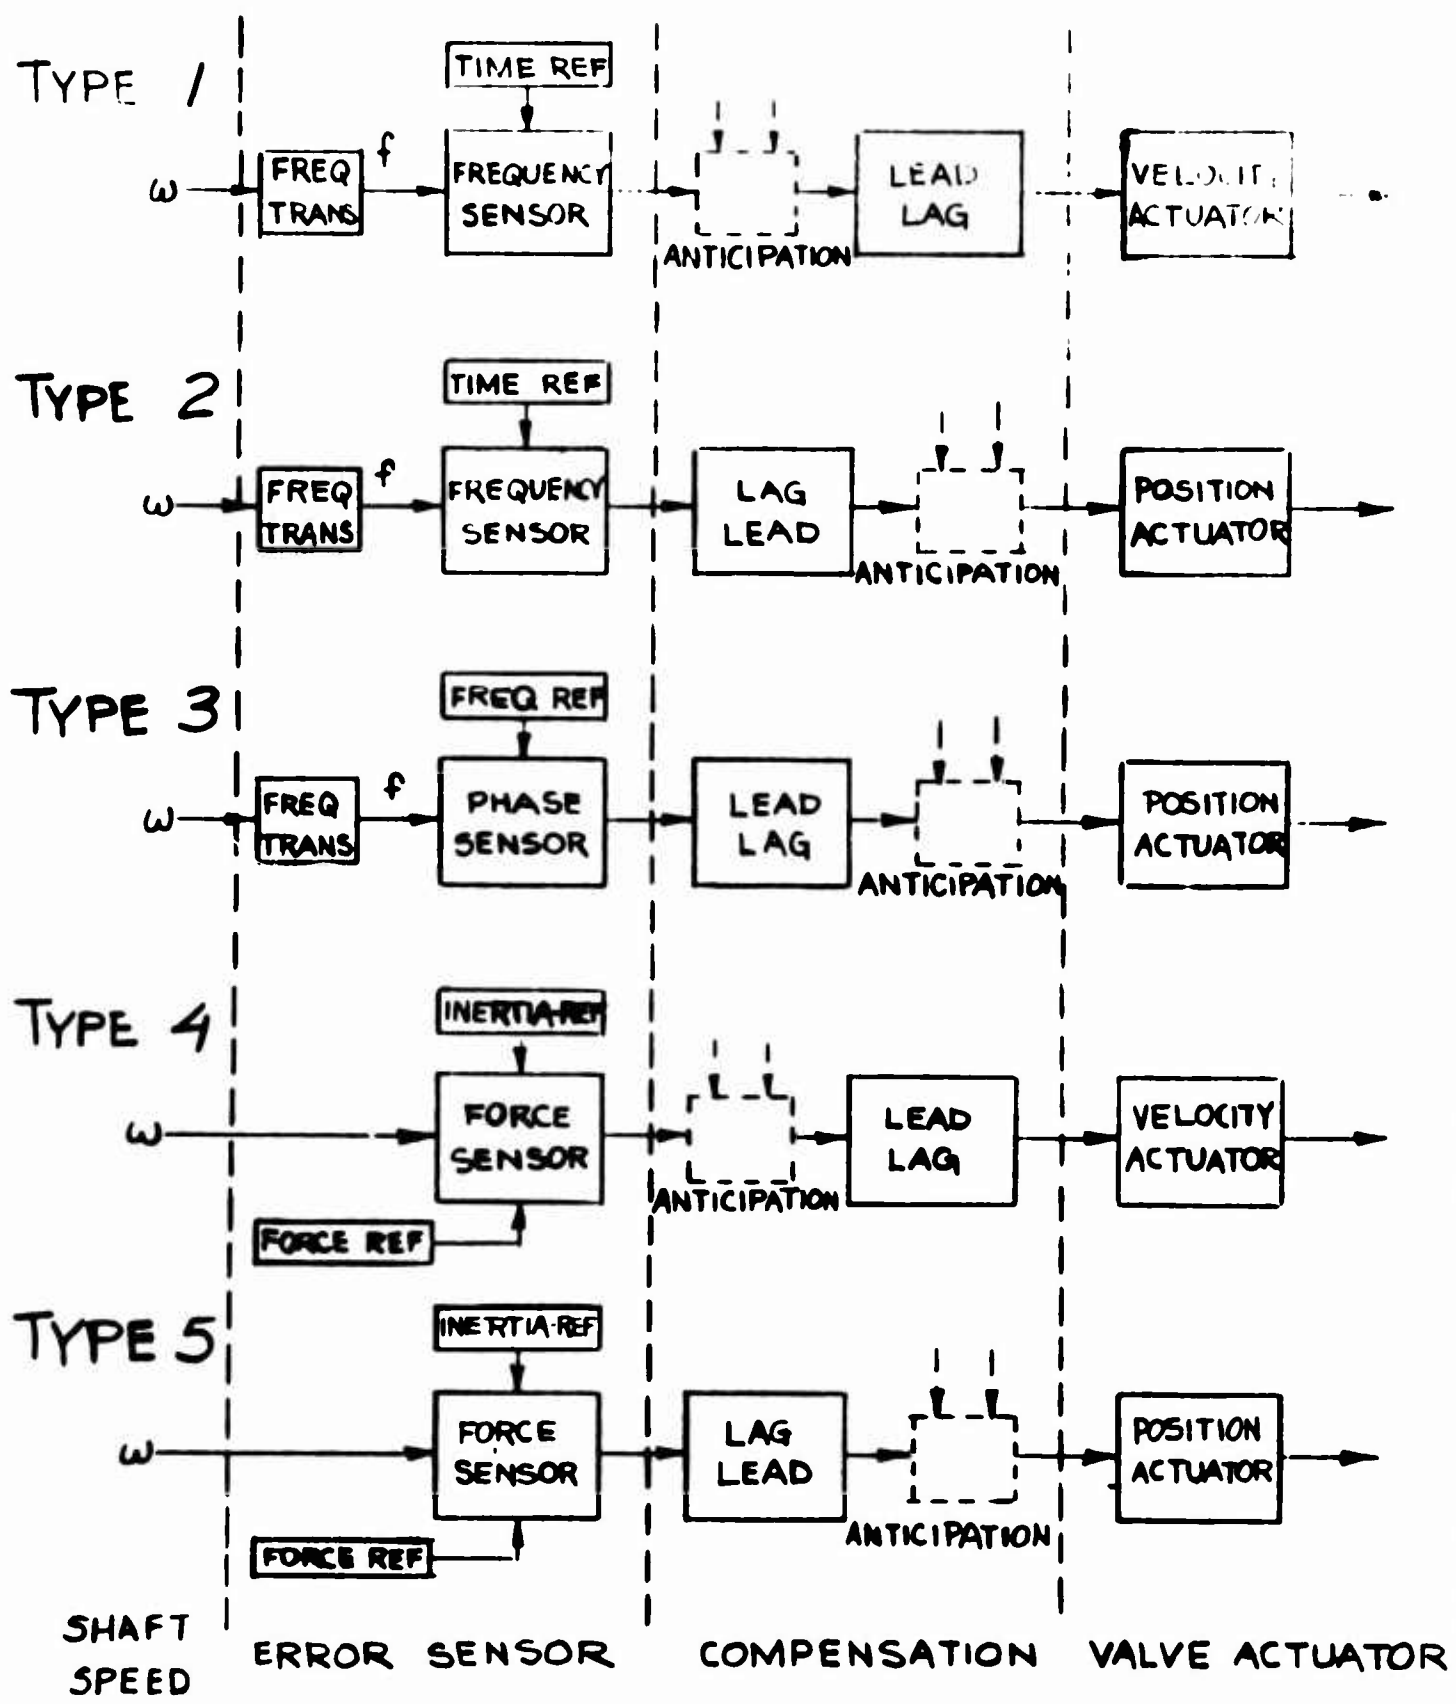 TYPE 1
TIME REF
ω
FREQ
TRANS
f
FREQUENCY
SENSOR
ANTICIPATION
LEAD
LAG
VELOCITY
ACTUATOR
TYPE 2
TIME REF
ω
FREQ
TRANS
f
FREQUENCY
SENSOR
LAG
LEAD
ANTICIPATION
POSITION
ACTUATOR
TYPE 3
FREQ REF
ω
FREQ
TRANS
f
PHASE
SENSOR
LEAD
LAG
ANTICIPATION
POSITION
ACTUATOR
TYPE 4
INERTIA-REF
ω
FORCE
SENSOR
FORCE REF
ANTICIPATION
LEAD
LAG
VELOCITY
ACTUATOR
TYPE 5
INERTIA-REF
ω
FORCE
SENSOR
FORCE REF
LAG
LEAD
ANTICIPATION
POSITION
ACTUATOR
SHAFT
SPEED
ERROR SENSOR
COMPENSATION
VALVE ACTUATOR